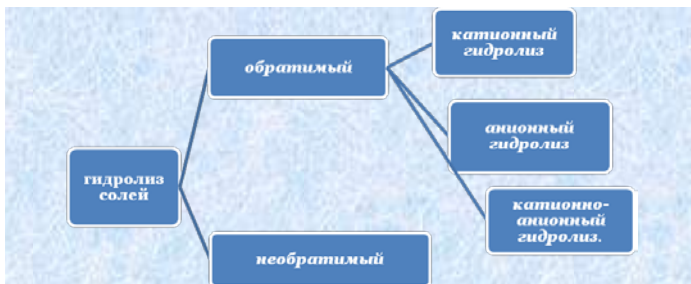 гидролиз
солей
обратимый
необратимый
катионный
гидролиз
анионный
гидролиз
катионно-
анионный
гидролиз.